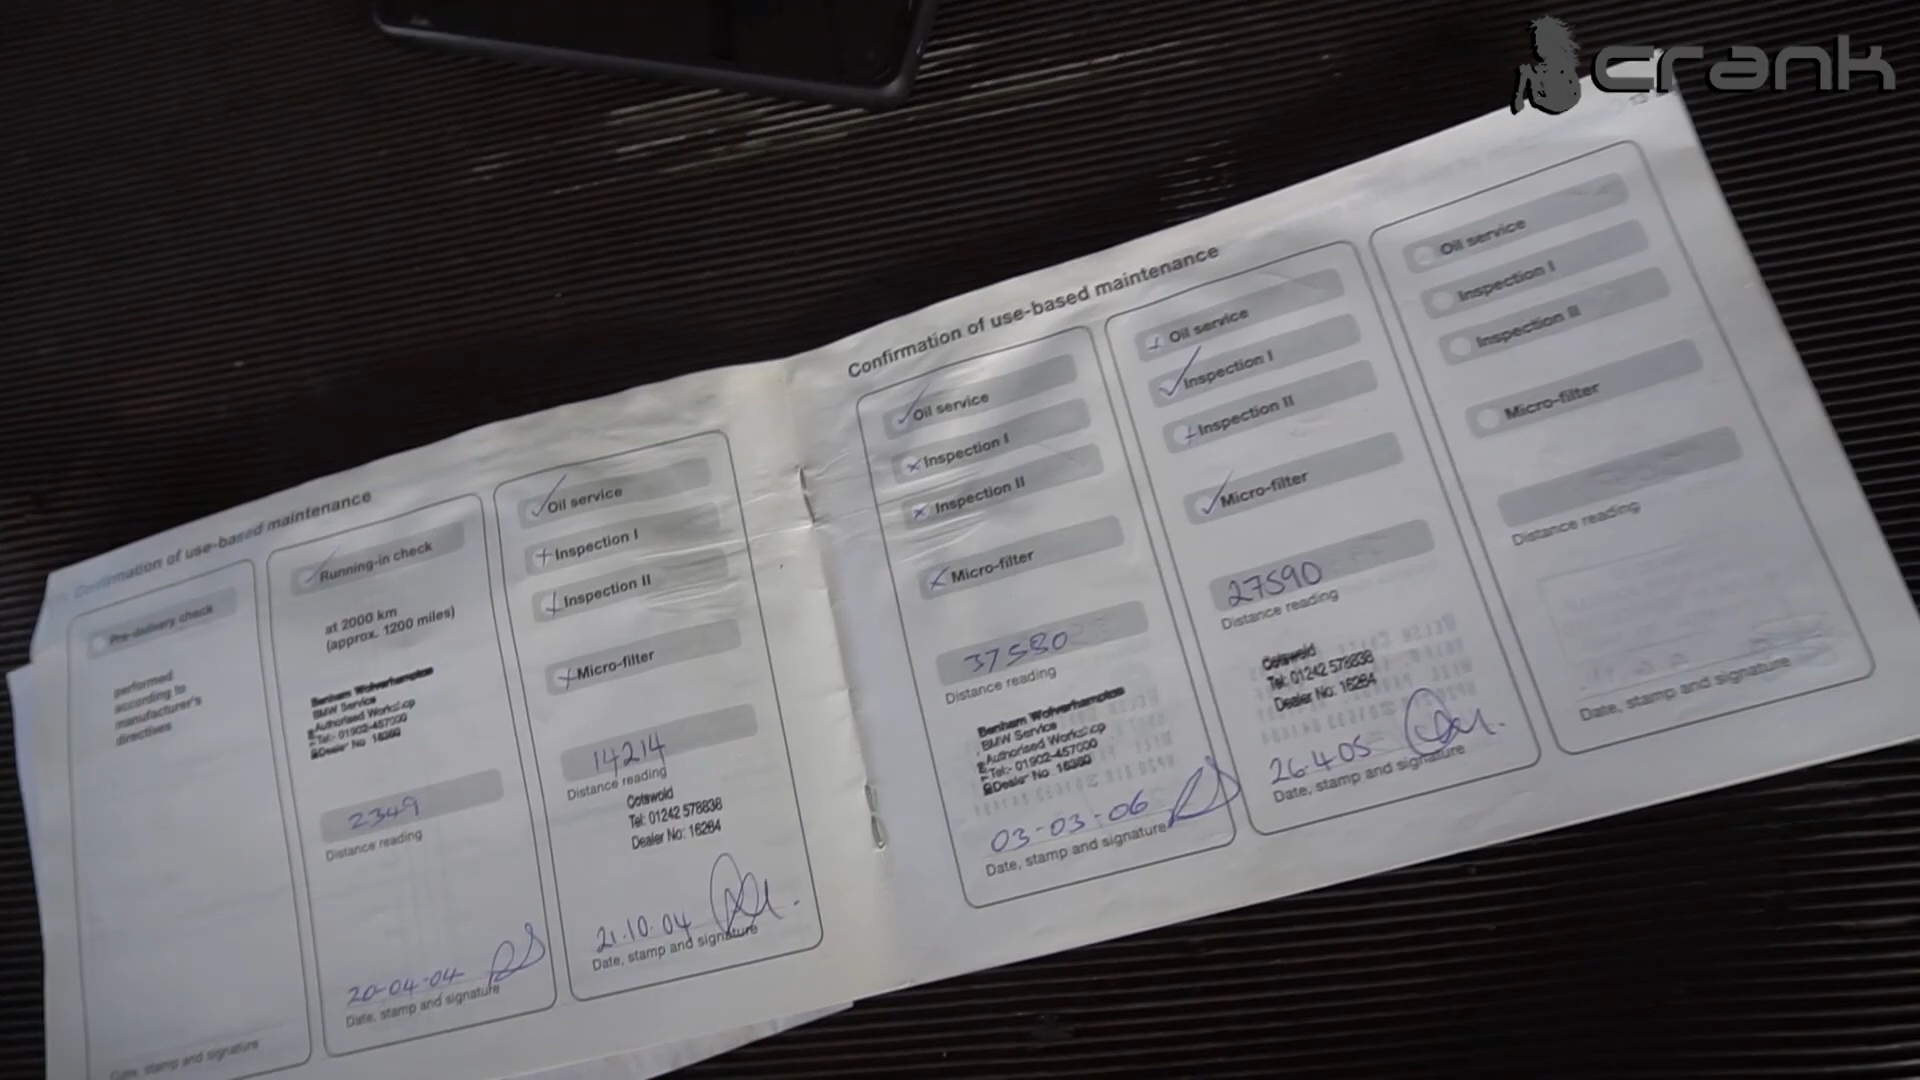 crank
Confirmation of use-based maintenance
Pre-delivery check
performed
according to
manufacturer's
directives
Date, stamp and signature
Running-in check
at 2000 km
(approx. 1200 miles)
Benham Wolverhampton
BMW Service
Authorised Workshop
Tel:- 01902-457000
Dealer No 16360
2349
Distance reading
20-04-04
Date, stamp and signature
Oil service
Inspection I
Inspection II
Micro-filter
14214
Distance reading
Cotswold
Tel: 01242 578838
Dealer No: 16264
21.10.04
Date, stamp and signature
Confirmation of use-based maintenance
Oil service
Inspection I
Inspection II
Micro-filter
37580
Distance reading
Benham Wolverhampton
BMW Service
Authorised Workshop
Tel:- 01902-457000
Dealer No 16360
03-03-06
Date, stamp and signature
Oil service
Inspection I
Inspection II
Micro-filter
27590
Distance reading
Cotswold
Tel: 01242 578838
Dealer No: 16264
26.4.05
Date, stamp and signature
Oil service
Inspection I
Inspection II
Micro-filter
Distance reading
Date, stamp and signature